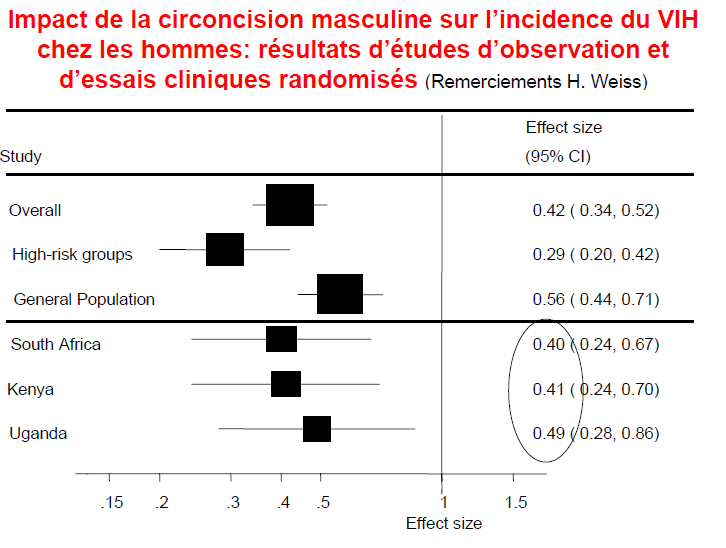 Impact de la circoncision masculine sur l’incidence du VIH
chez les hommes: résultats d’études d’observation et
d’essais cliniques randomisés (Remerciements H. Weiss)
Effect size
Study (95% CI)
Overall 0.42 ( 0.34, 0.52)
High-risk groups 0.29 ( 0.20, 0.42)
General Population 0.56 ( 0.44, 0.71)
South Africa 0.40 ( 0.24, 0.67)
Kenya 0.41 ( 0.24, 0.70)
Uganda 0.49 ( 0.28, 0.86)
.15 .2 .3 .4 .5 1 1.5
Effect size